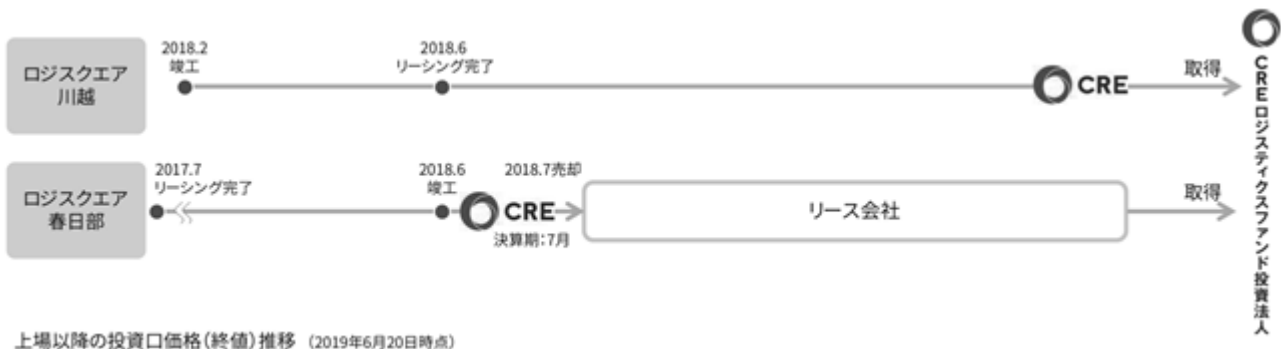 ロジスクエア
川越
2018.2
竣工
2018.6
リーシング完了
CRE
取得
ロジスクエア
春日部
2017.7
リーシング完了
2018.6
竣工
CRE
決算期:7月
2018.7売却
リース会社
取得
CREロジスティクスファンド投資法人
上場以降の投資口価格(終値)推移 (2019年6月20日時点)